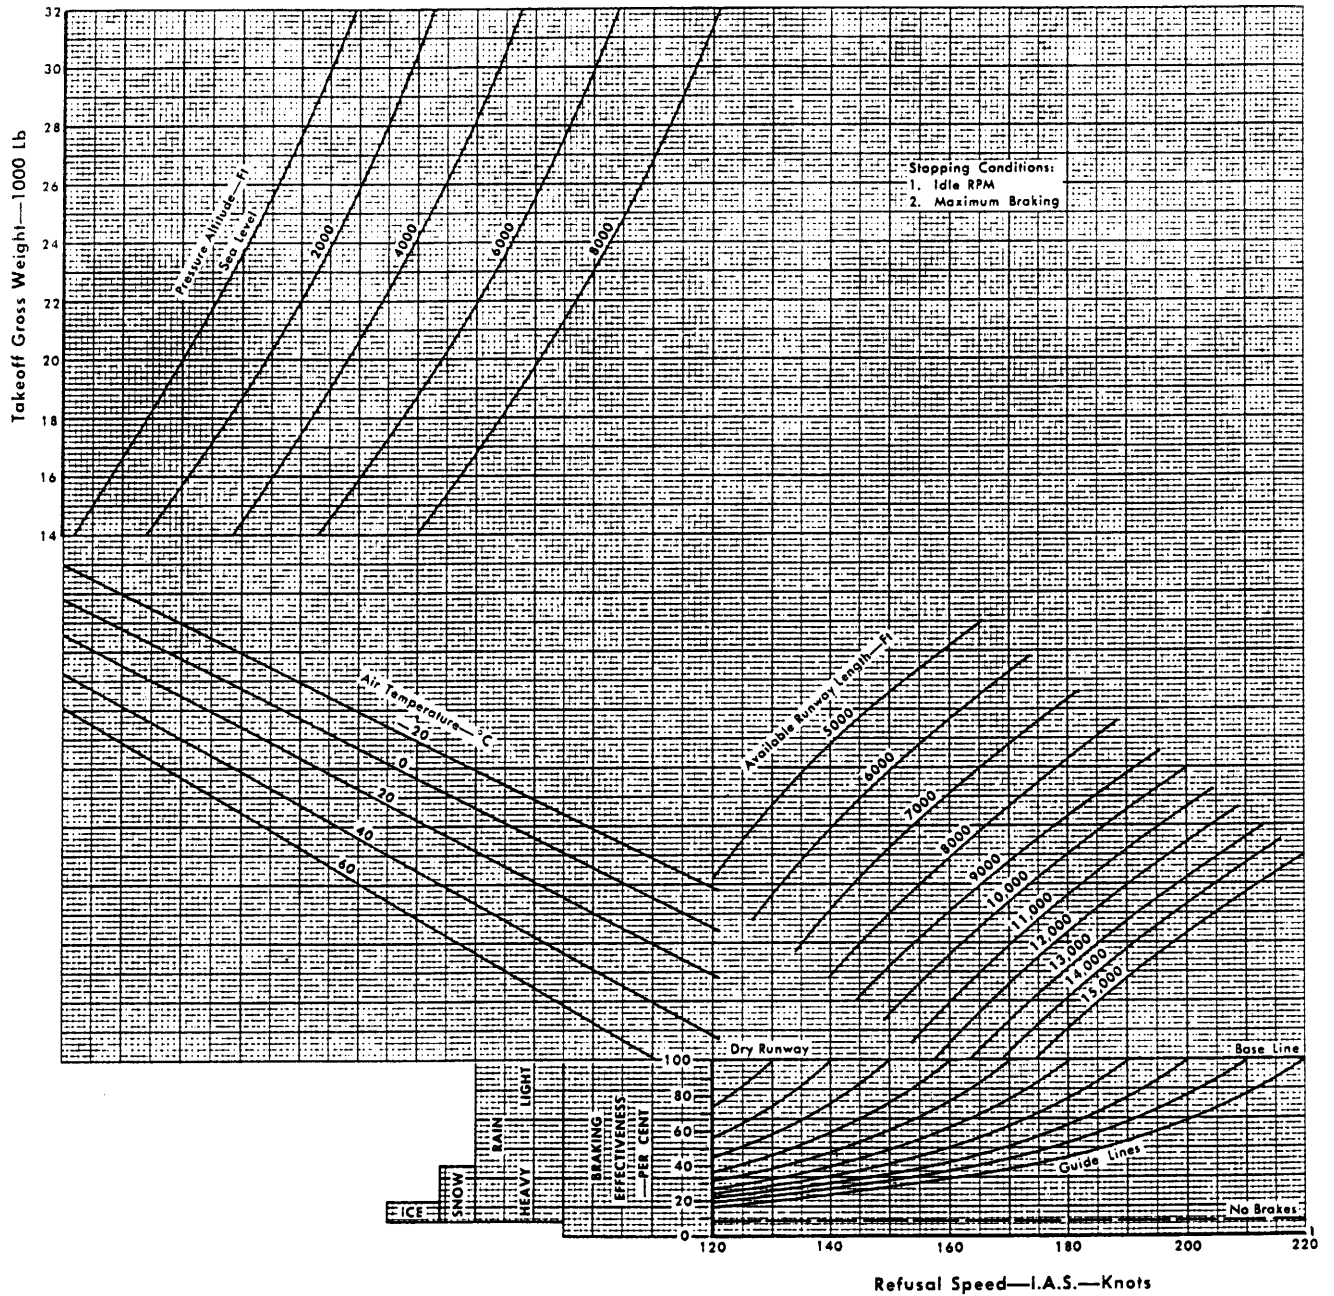 Takeoff Gross Weight—1000 Lb
32
30
28
26
24
22
20
18
16
14
Pressure Altitude—Ft
Sea Level
2000
4000
6000
8000
Stopping Conditions:
1. Idle RPM
2. Maximum Braking
Air Temperature—°C
—20
0
20
40
60
Available Runway Length—Ft
5000
6000
7000
8000
9000
10,000
11,000
12,000
13,000
14,000
15,000
Dry Runway
Base Line
100
80
60
40
20
0
BRAKING
EFFECTIVENESS
—PER CENT
RAIN
HEAVY LIGHT
SNOW
ICE
Guide Lines
No Brakes
120 140 160 180 200 220
Refusal Speed—I.A.S.—Knots